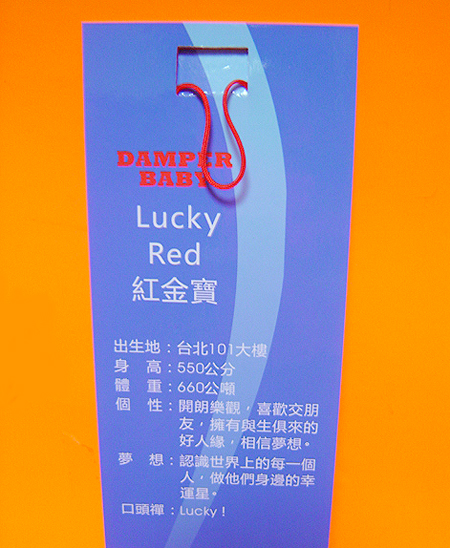 DAMPER
BABY
Lucky
Red
紅金寶
出生地：台北101大樓
身　高：550公分
體　重：660公噸
個　性：開朗樂觀，喜歡交朋
友，擁有與生俱來的
好人緣，相信夢想。
夢　想：認識世界上的每一個
人，做他們身邊的幸
運星。
口頭禪：Lucky！